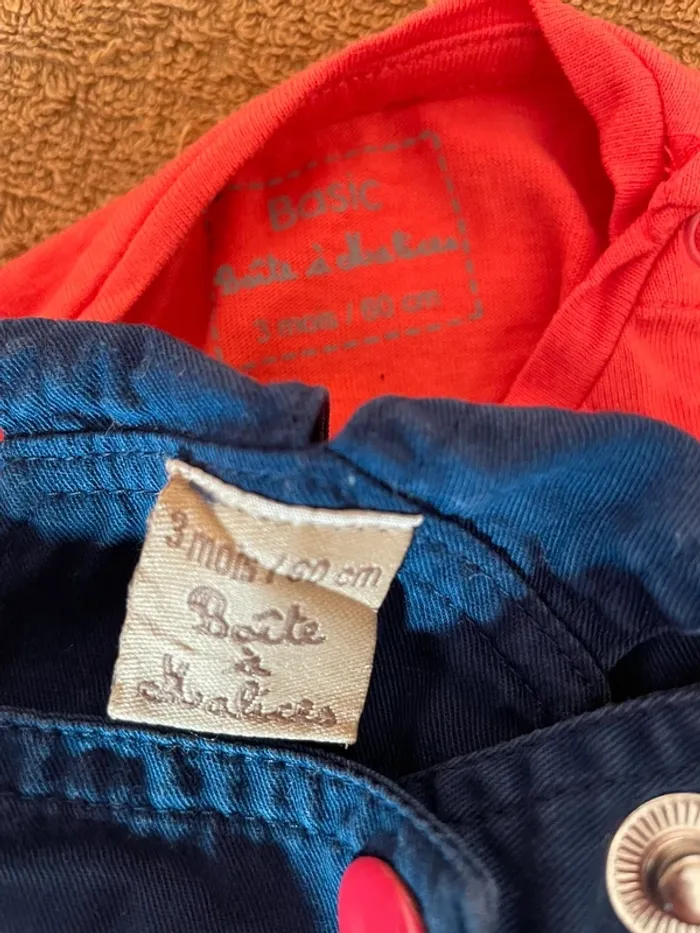 Basic
Boîte à Malices
3 mois / 60 cm
3 mois / 60 cm
Boîte
à
Malices